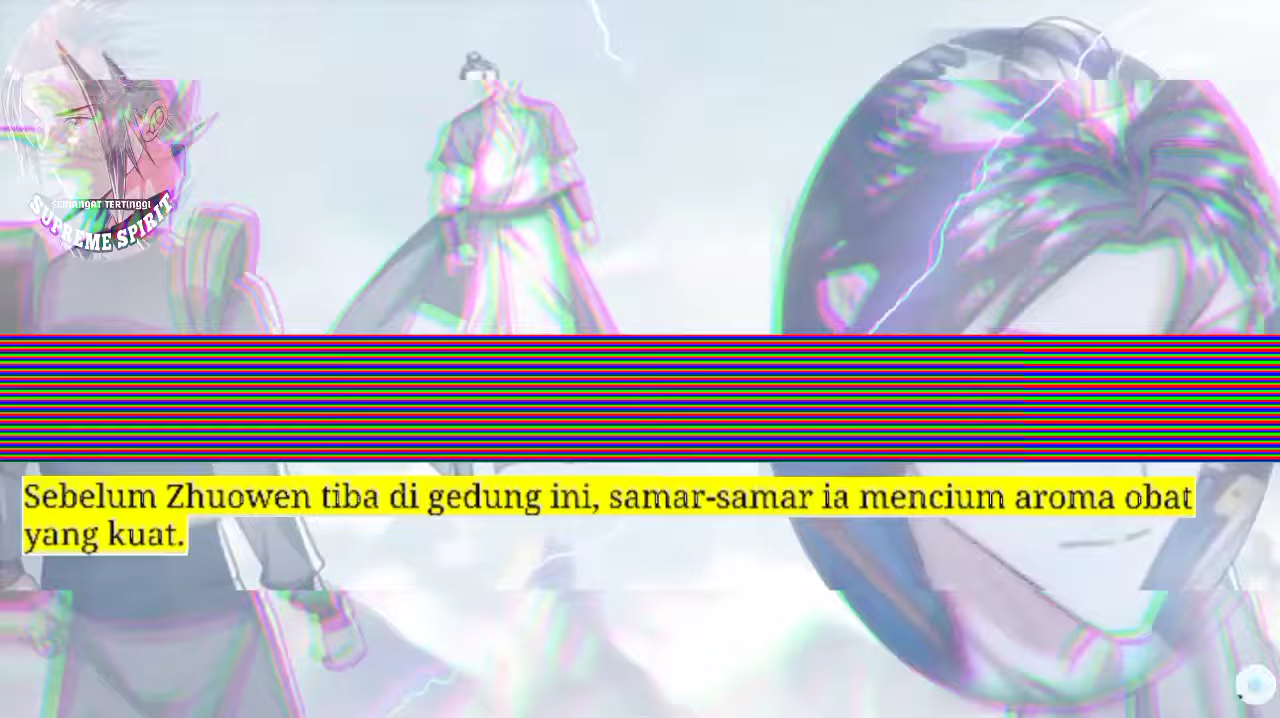 SEMANGAT TERTINGGI
SUPREME SPIRIT
Sebelum Zhuowen tiba di gedung ini, samar-samar ia mencium aroma obat
yang kuat.